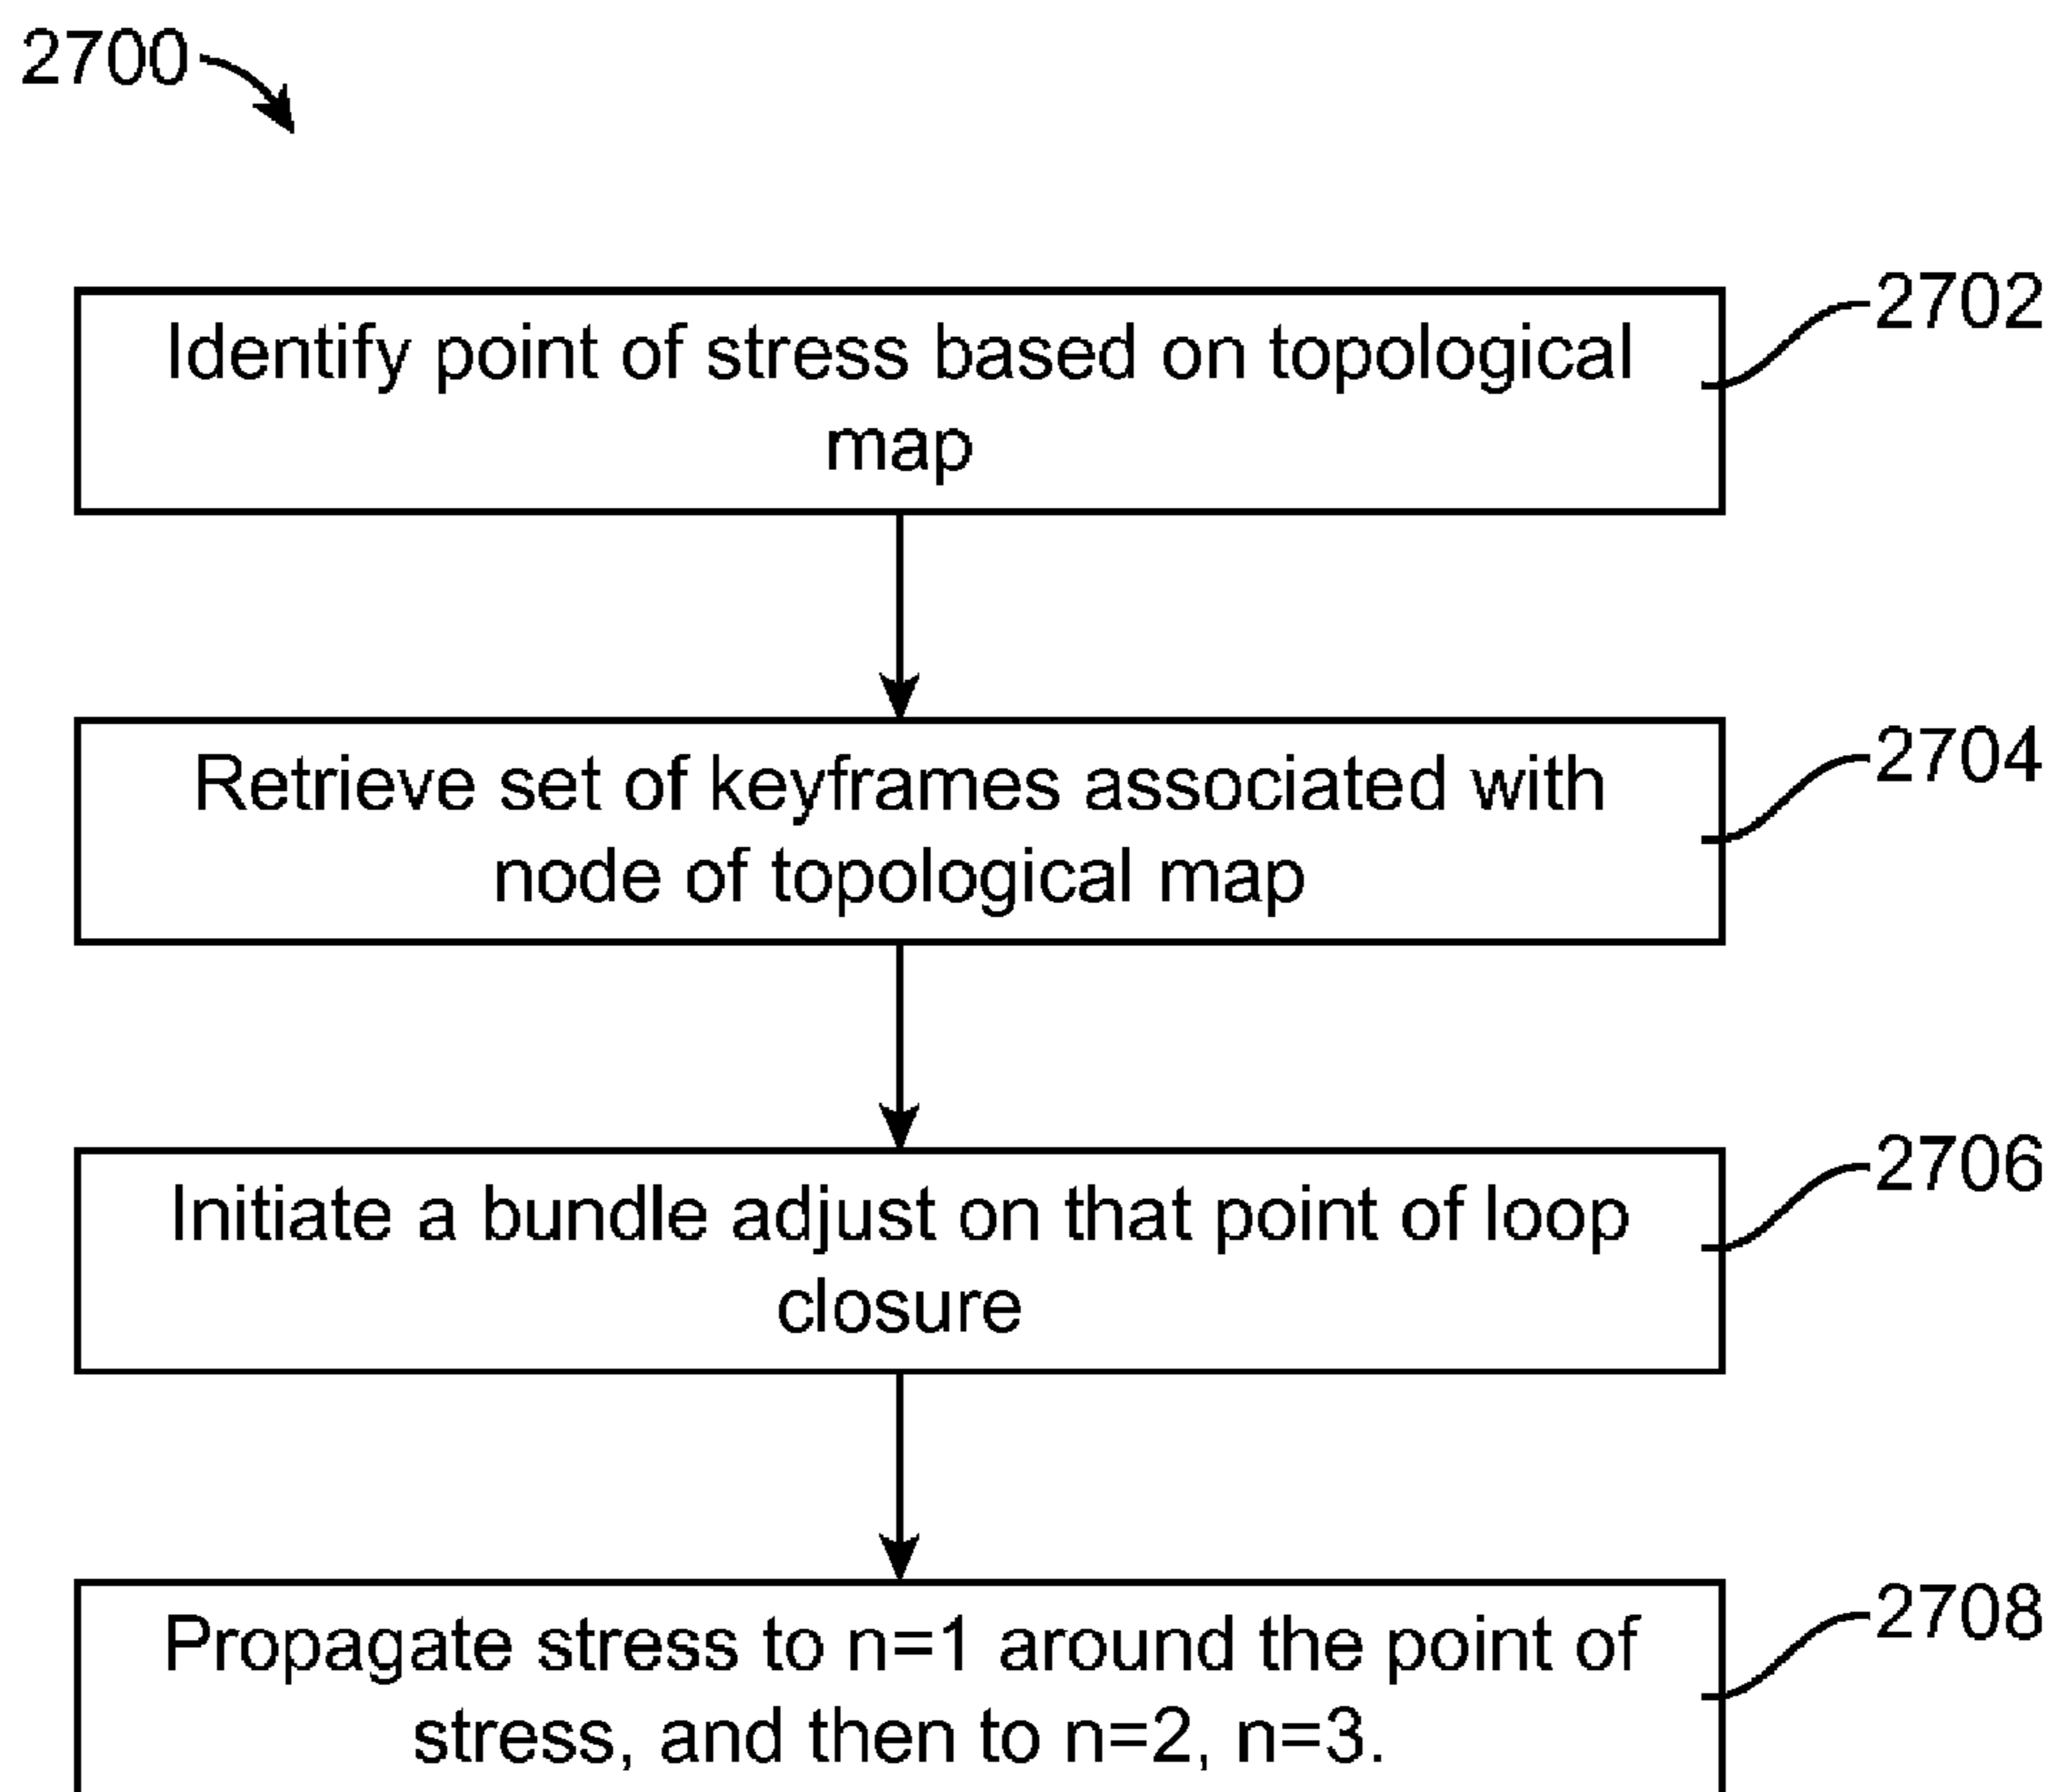 2700
Identify point of stress based on topological
map
2702
Retrieve set of keyframes associated with
node of topological map
2704
Initiate a bundle adjust on that point of loop
closure
2706
Propagate stress to n=1 around the point of
stress, and then to n=2, n=3.
2708